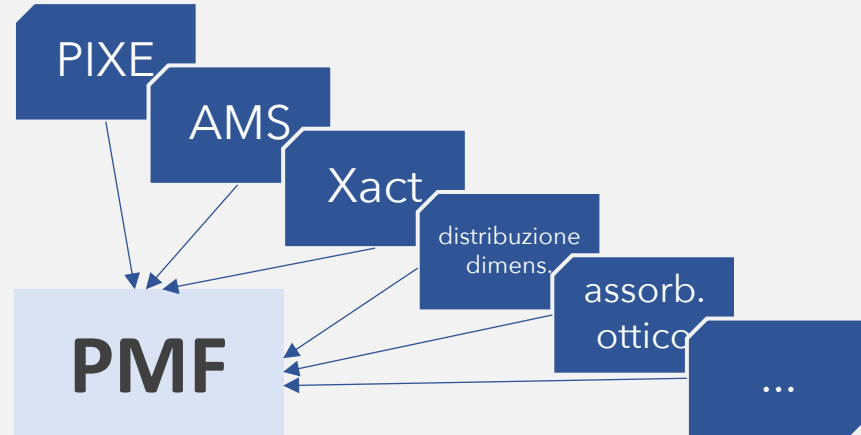 PIXE
AMS
Xact
distribuzione
dimens.
assorb.
ottico
PMF
...